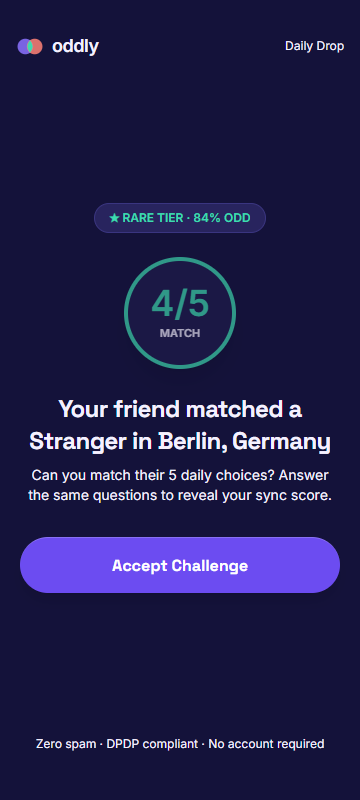 oddly
Daily Drop
★ RARE TIER · 84% ODD
4/5
MATCH
Your friend matched a
Stranger in Berlin, Germany
Can you match their 5 daily choices? Answer
the same questions to reveal your sync score.
Accept Challenge
Zero spam · DPDP compliant · No account required